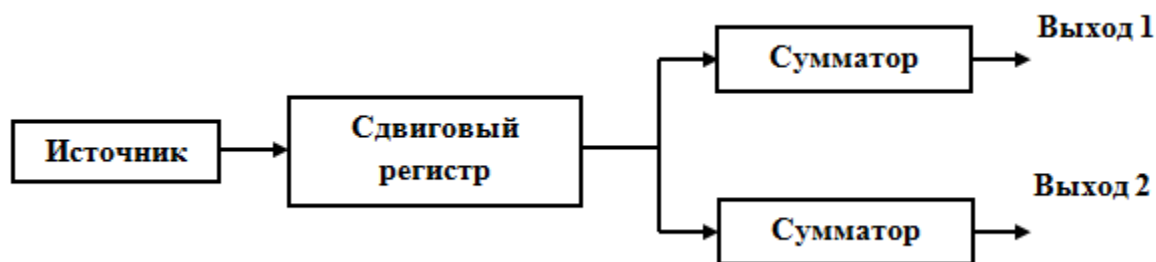 Источник
Сдвиговый
регистр
Сумматор
Выход 1
Сумматор
Выход 2